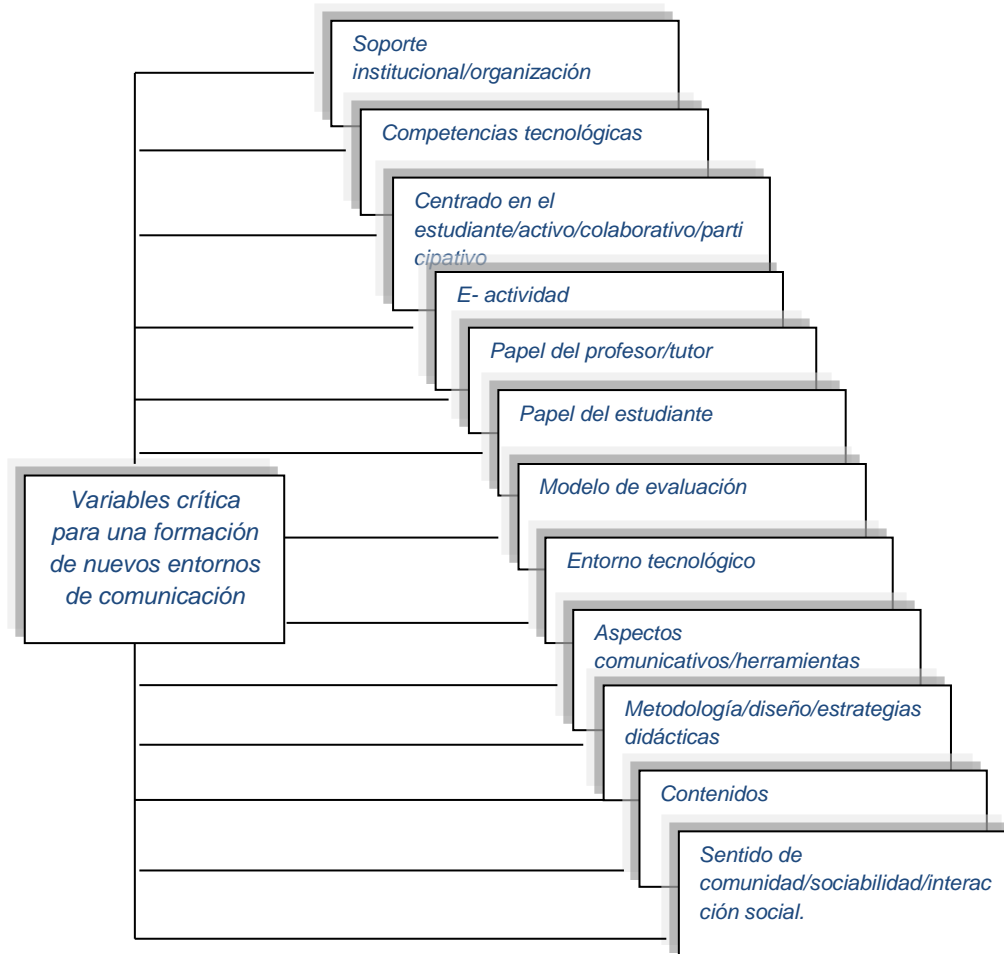 Soporte
institucional/organización
Competencias tecnológicas
Centrado en el
estudiante/activo/colaborativo/parti
cipativo
E- actividad
Papel del profesor/tutor
Papel del estudiante
Modelo de evaluación
Variables crítica
para una formación
de nuevos entornos
de comunicación
Entorno tecnológico
Aspectos
comunicativos/herramientas
Metodología/diseño/estrategias
didácticas
Contenidos
Sentido de
comunidad/sociabilidad/interac
ción social.